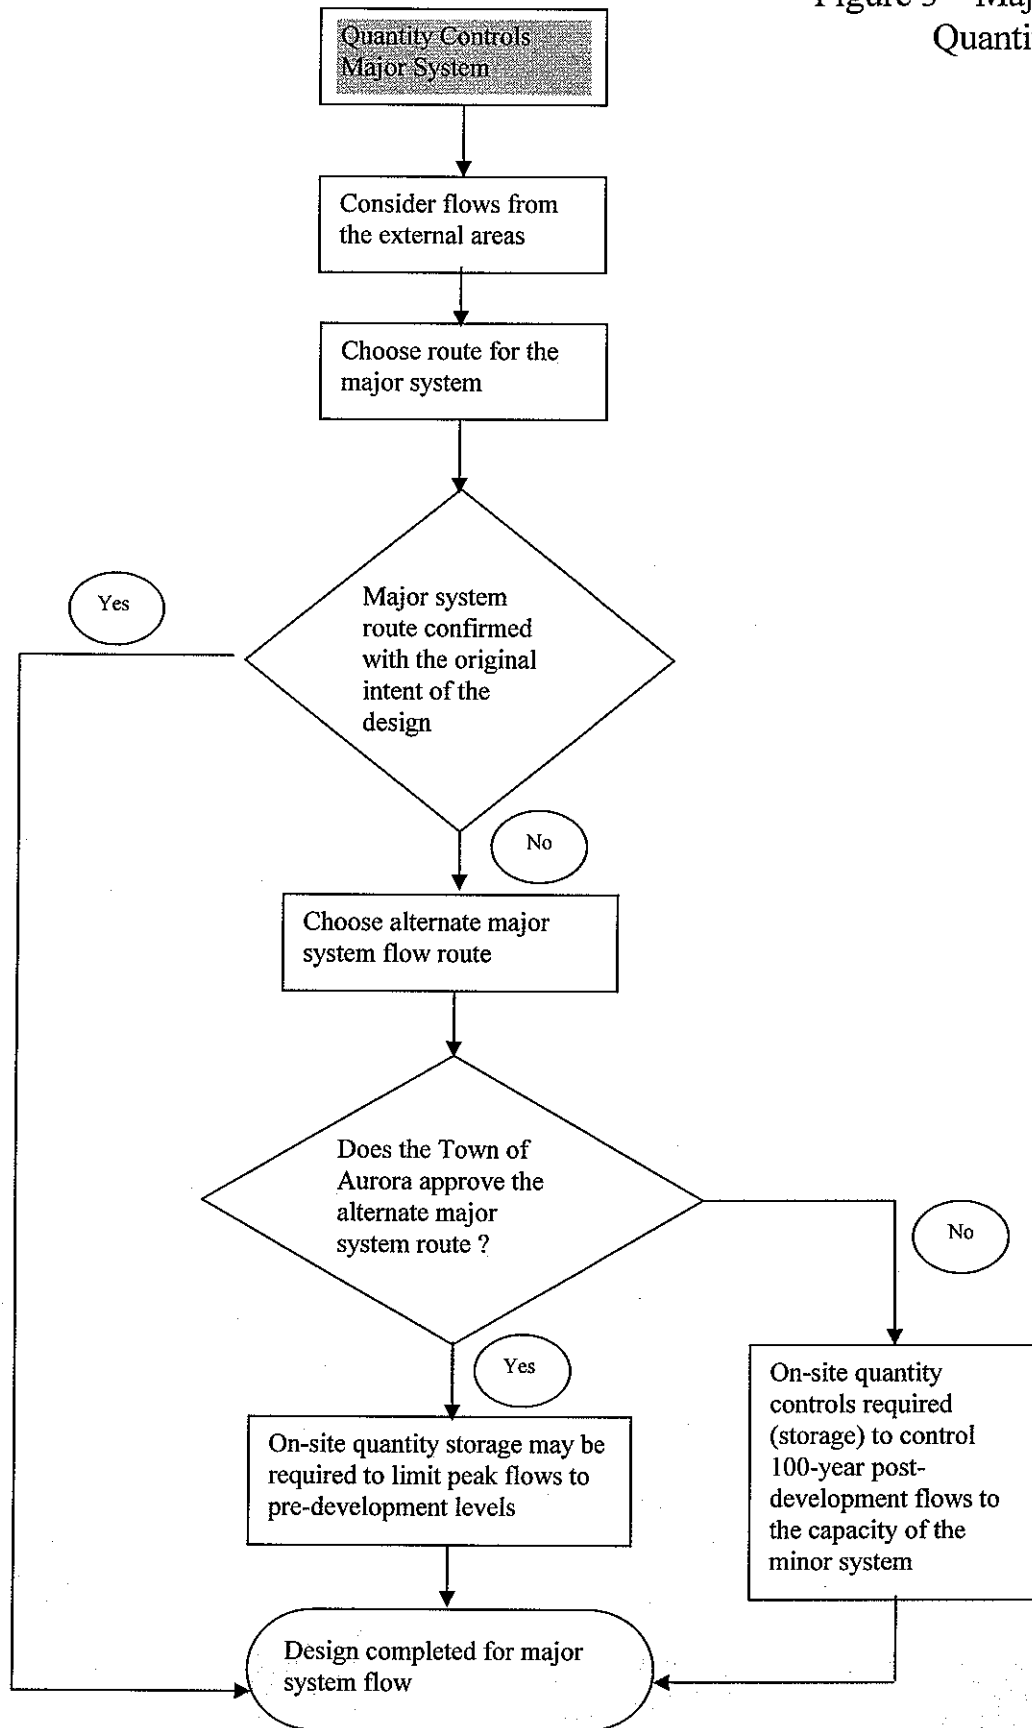 Figure 3 – Maj
Quanti
Quantity Controls
Major System
Consider flows from
the external areas
Choose route for the
major system
Yes
Major system
route confirmed
with the original
intent of the
design
No
Choose alternate major
system flow route
Does the Town of
Aurora approve the
alternate major
system route ?
No
Yes
On-site quantity storage may be
required to limit peak flows to
pre-development levels
On-site quantity
controls required
(storage) to control
100-year post-
development flows to
the capacity of the
minor system
Design completed for major
system flow